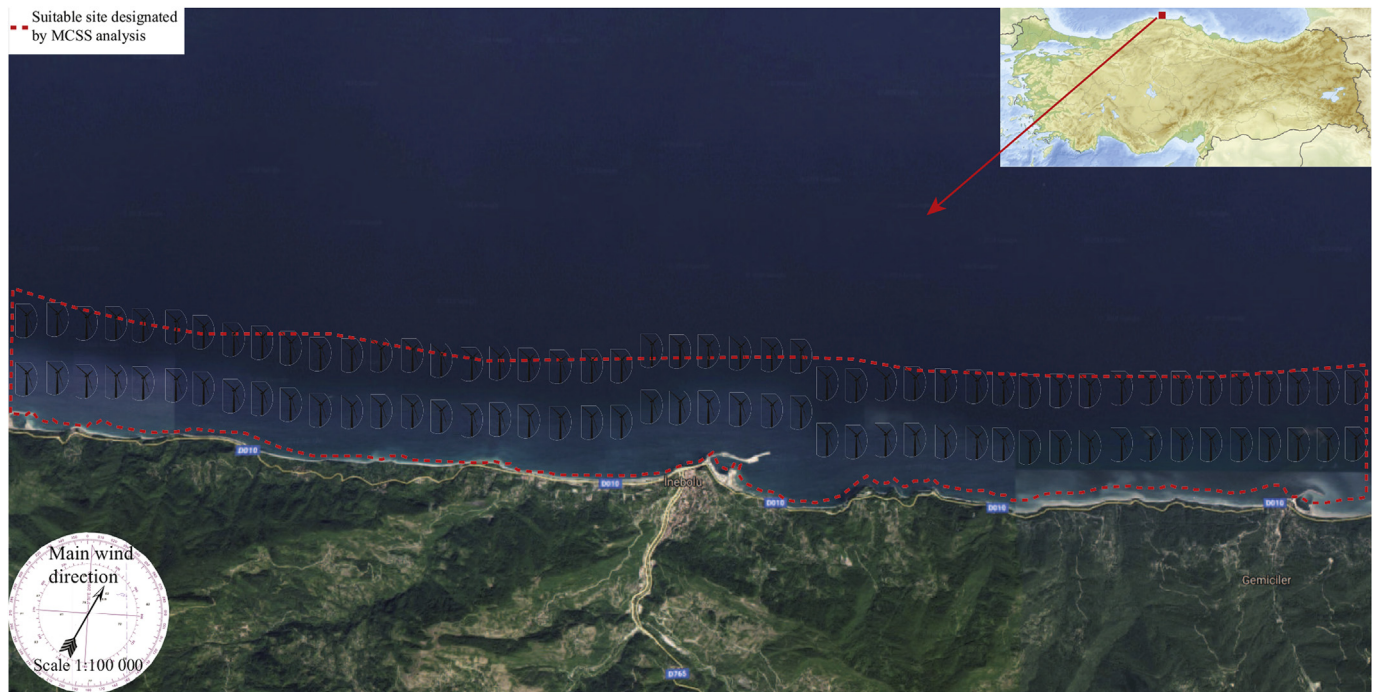 Suitable site designated
by MCSS analysis
D010
D010
İnebolu
D010
D010
D010
Main wind
direction
Gemiciler
Scale 1:100 000
D765